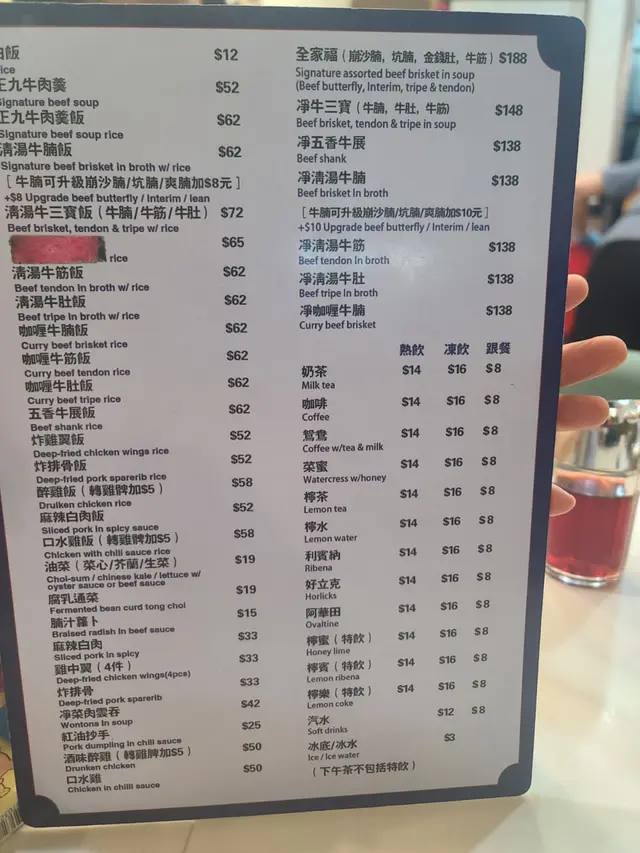 白飯 $12
rice
正九牛肉羹 $52
Signature beef soup
正九牛肉羹飯 $62
Signature beef soup rice
淸湯牛腩飯 $62
Signature beef brisket in broth w/ rice
[ 牛腩可升級崩沙腩/坑腩/爽腩加$8元 ]
+$8 Upgrade beef butterfly / Interim / lean
淸湯牛三寶飯 ( 牛腩/牛筋/牛肚 ) $72
Beef brisket, tendon & tripe w/ rice
$65
rice
淸湯牛筋飯 $62
Beef tendon in broth w/ rice
淸湯牛肚飯 $62
Beef tripe In broth w/ rice
咖喱牛腩飯 $62
Curry beef brisket rice
咖喱牛筋飯 $62
Curry beef tendon rice
咖喱牛肚飯 $62
Curry beef tripe rice
五香牛展飯 $62
Beef shank rice
炸雞翼飯 $52
Deep-fried chicken wings rice
炸排骨飯 $52
Deep-fried pork sparerib rice
醉雞飯 ( 轉雞髀加$5 ) $58
Druiken chicken rice
麻辣白肉飯 $52
Sliced pork in spicy sauce
口水雞飯 ( 轉雞髀加$5 ) $58
Chicken with chili sauce rice
油菜 ( 菜心/芥蘭/生菜 ) $19
Choi-sum / chinese kale / lettuce w/
oyster sauce or beef sauce
腐乳通菜 $19
Fermented bean curd tong choi
腩汁蘿卜 $15
Braised radish In beef sauce
麻辣白肉 $33
Sliced pork in spicy
雞中翼 ( 4件 ) $33
Deep-fried chicken wings(4pcs)
炸排骨 $33
Deep-fried pork sparerib
淨菜肉雲吞 $42
Wontons In soup
紅油抄手 $25
Pork dumpling in chili sauce
酒味醉雞 ( 轉雞髀加$5 ) $50
Drunken chicken
口水雞 $50
Chicken in chilli sauce
全家福 ( 崩沙腩, 坑腩, 金錢肚, 牛筋 ) $188
Signature assorted beef brisket in soup
(Beef butterfly, Interim, tripe & tendon)
淨牛三寶 ( 牛腩, 牛肚, 牛筋 ) $148
Beef brisket, tendon & tripe in soup
淨五香牛展 $138
Beef shank
淨淸湯牛腩 $138
Beef brisket In broth
[ 牛腩可升級崩沙腩/坑腩/爽腩加$10元 ]
+$10 Upgrade beef butterfly / Interim / lean
淨淸湯牛筋 $138
Beef tendon In broth
淨淸湯牛肚 $138
Beef tripe In broth
淨咖喱牛腩 $138
Curry beef brisket
熱飲 凍飲 跟餐
奶茶 $14 $16 $8
Milk tea
咖啡 $14 $16 $8
Coffee
鴛鴦 $14 $16 $8
Coffee w/tea & milk
菜蜜 $14 $16 $8
Watercress w/honey
檸茶 $14 $16 $8
Lemon tea
檸水 $14 $16 $8
Lemon water
利賓納 $14 $16 $8
Ribena
好立克 $14 $16 $8
Horlicks
阿華田 $14 $16 $8
Ovaltine
檸蜜 ( 特飲 ) $14 $16 $8
Honey lime
檸賓 ( 特飲 ) $14 $16 $8
Lemon ribena
檸樂 ( 特飲 ) $14 $16 $8
Lemon coke
汽水 $12 $8
Soft drinks
冰底/冰水 $3
Ice / Ice water
( 下午茶不包括特飲 )